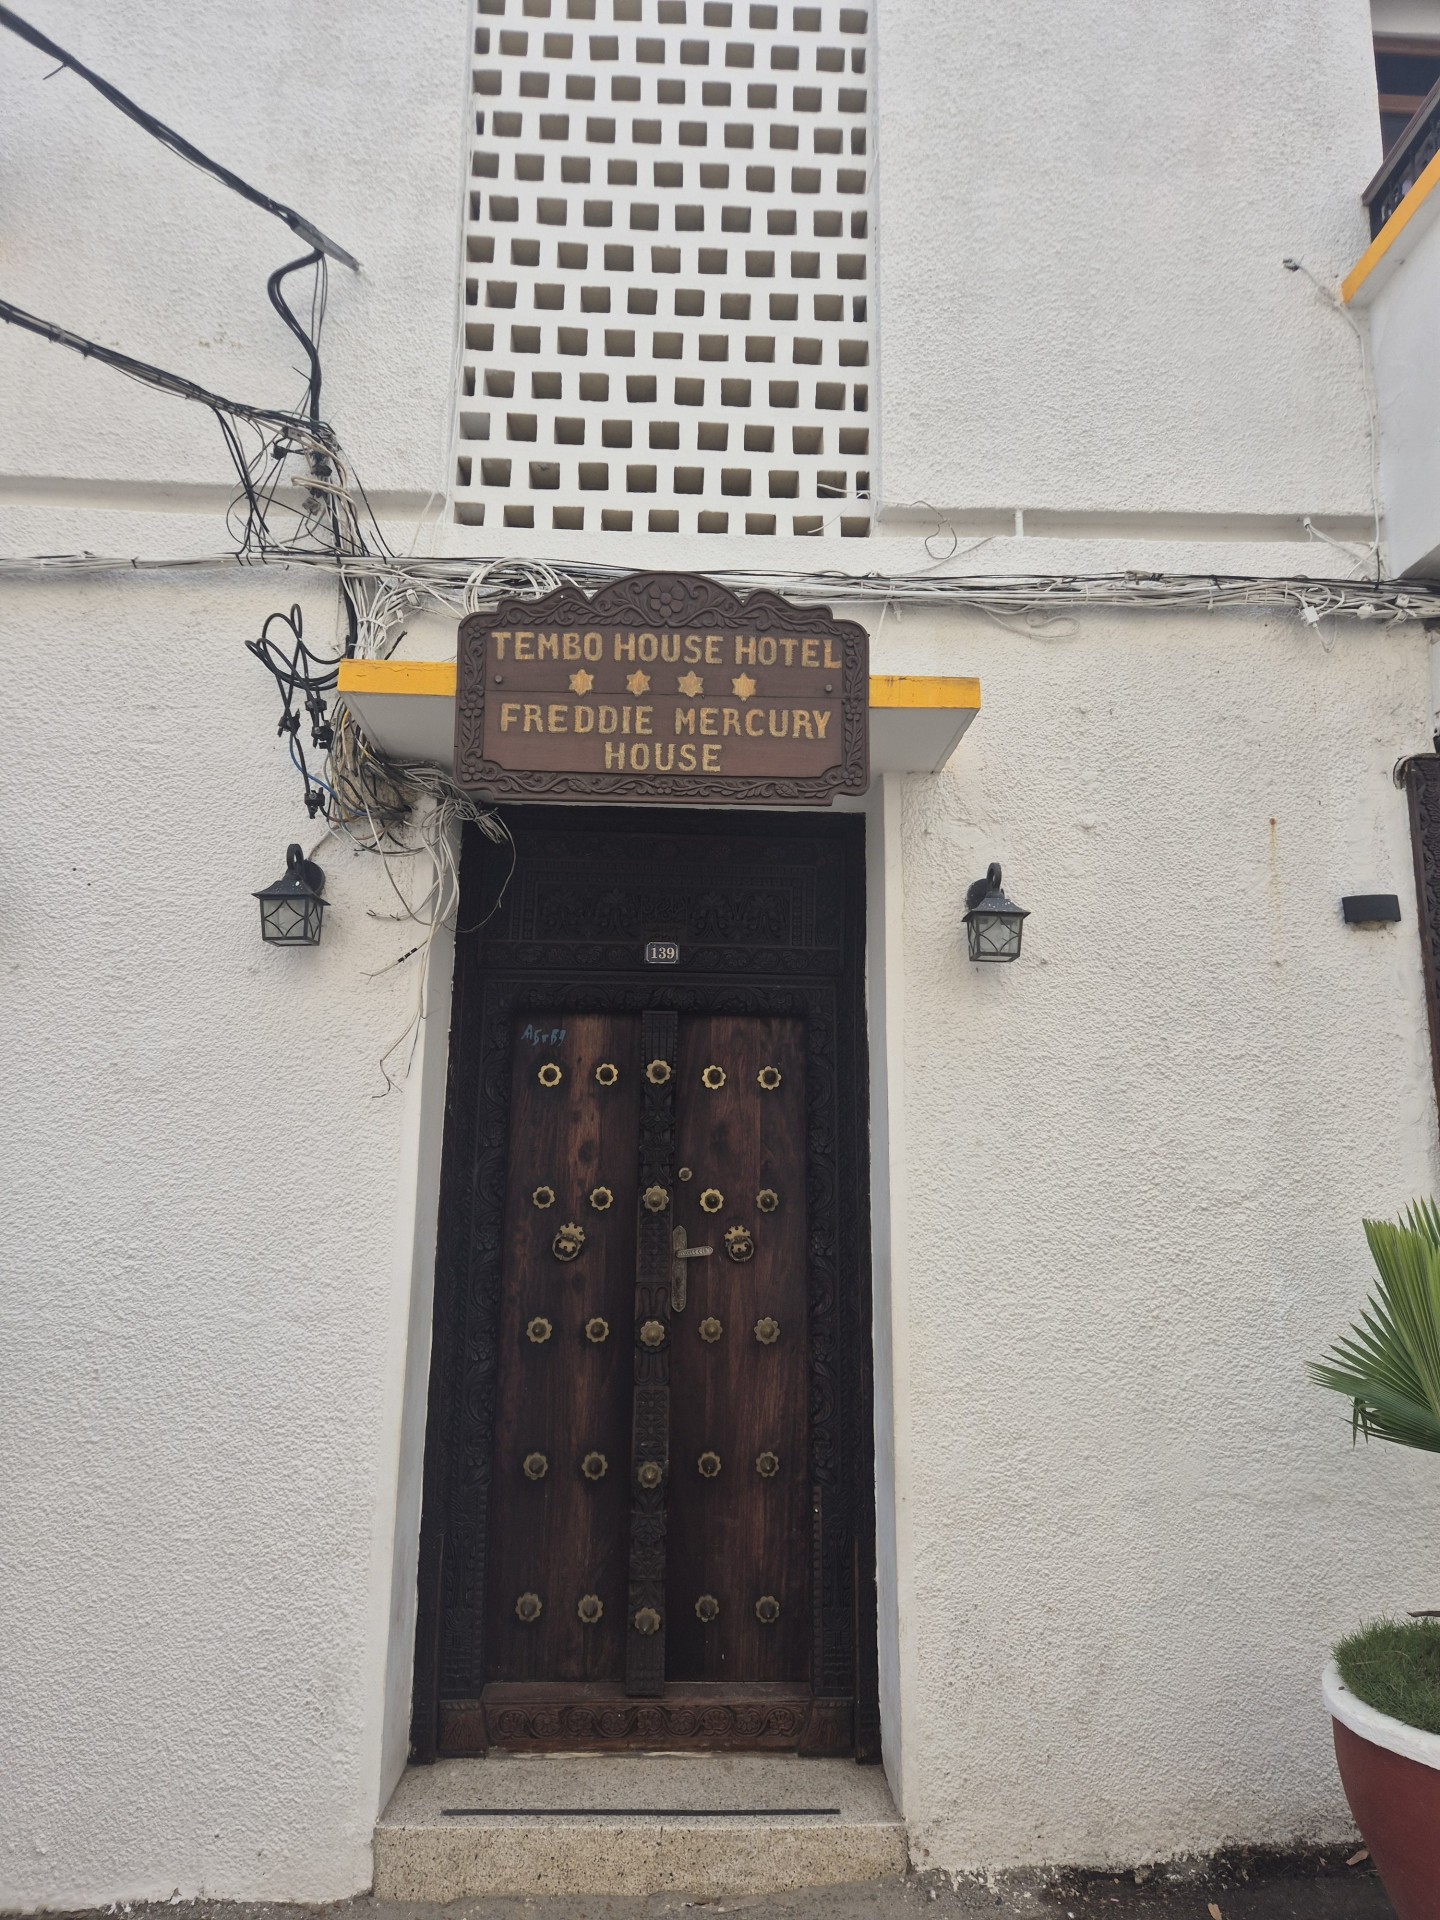 TEMBO HOUSE HOTEL
FREDDIE MERCURY
HOUSE
139